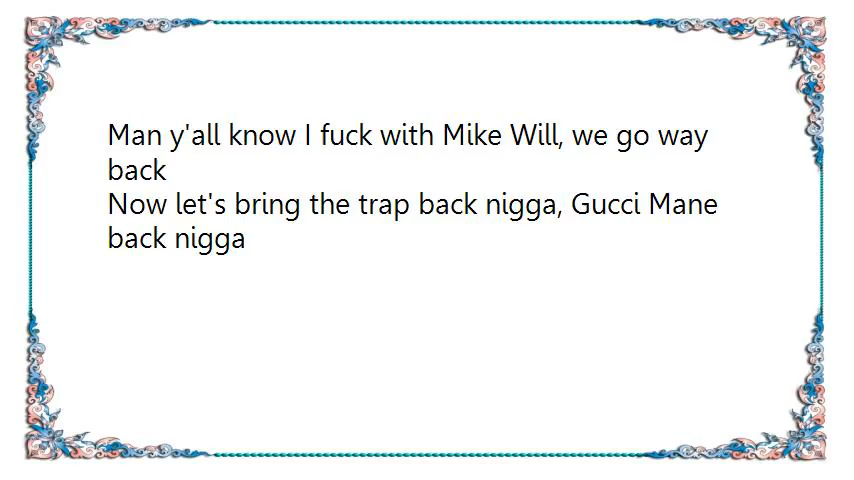 Man y'all know I fuck with Mike Will, we go way
back
Now let's bring the trap back nigga, Gucci Mane
back nigga